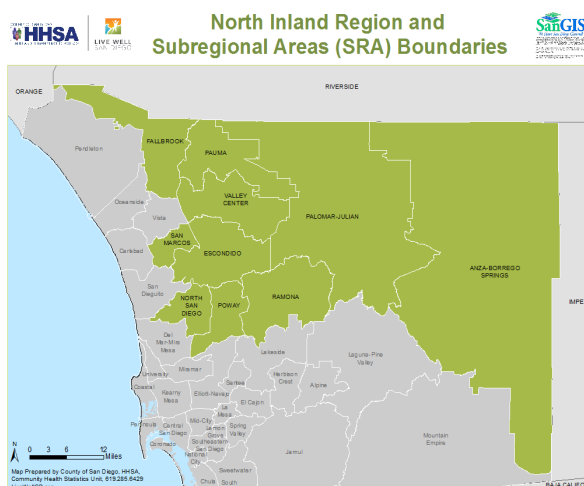 HHSA
LIVE WELL
SAN DIEGO
North Inland Region and
Subregional Areas (SRA) Boundaries
SanGIS
ORANGE
RIVERSIDE
Pendleton
FALLBROOK
PAUMA
VALLEY
CENTER
Oceanside
Vista
PALOMAR-JULIAN
SAN
MARCOS
Carlsbad
ESCONDIDO
ANZA-BORREGO
SPRINGS
San
Dieguito
NORTH
SAN
DIEGO
POWAY
RAMONA
IMPE
Del
Mar-Mira
Mesa
Lakeside
Laguna-Pine
Valley
University
Miramar
Coastal
Kearny
Mesa
Elliott-Navajo
Santee
Harbison
Crest
Alpine
El Cajon
La
Mesa
Peninsula
Central
San Diego
Mid-City
Lemon
Grove
Spring
Valley
Coronado
Southeastern
San Diego
National
City
Jamul
Mountain
Empire
Sweetwater
Chula
South
N
0 3 6 12
Miles
Map Prepared by County of San Diego, HHSA,
Community Health Statistics Unit, 619.285.6429